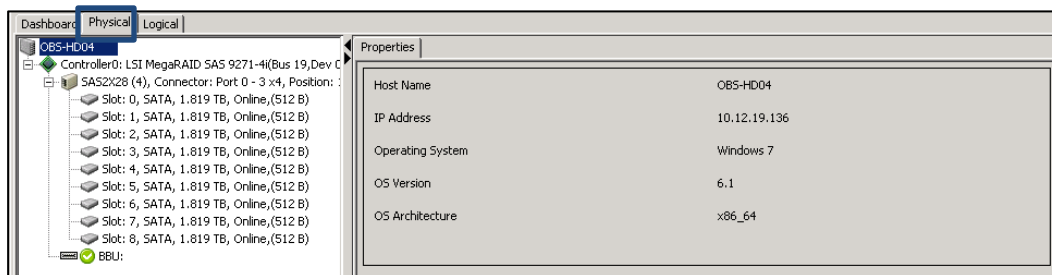 Dashboard Physical Logical
OBS-HD04
Controller0: LSI MegaRAID SAS 9271-4i(Bus 19,Dev
SAS2X28 (4), Connector: Port 0 - 3 x4, Position:
Slot: 0, SATA, 1.819 TB, Online,(512 B)
Slot: 1, SATA, 1.819 TB, Online,(512 B)
Slot: 2, SATA, 1.819 TB, Online,(512 B)
Slot: 3, SATA, 1.819 TB, Online,(512 B)
Slot: 4, SATA, 1.819 TB, Online,(512 B)
Slot: 5, SATA, 1.819 TB, Online,(512 B)
Slot: 6, SATA, 1.819 TB, Online,(512 B)
Slot: 7, SATA, 1.819 TB, Online,(512 B)
Slot: 8, SATA, 1.819 TB, Online,(512 B)
BBU:
Properties
Host Name OBS-HD04
IP Address 10.12.19.136
Operating System Windows 7
OS Version 6.1
OS Architecture x86_64